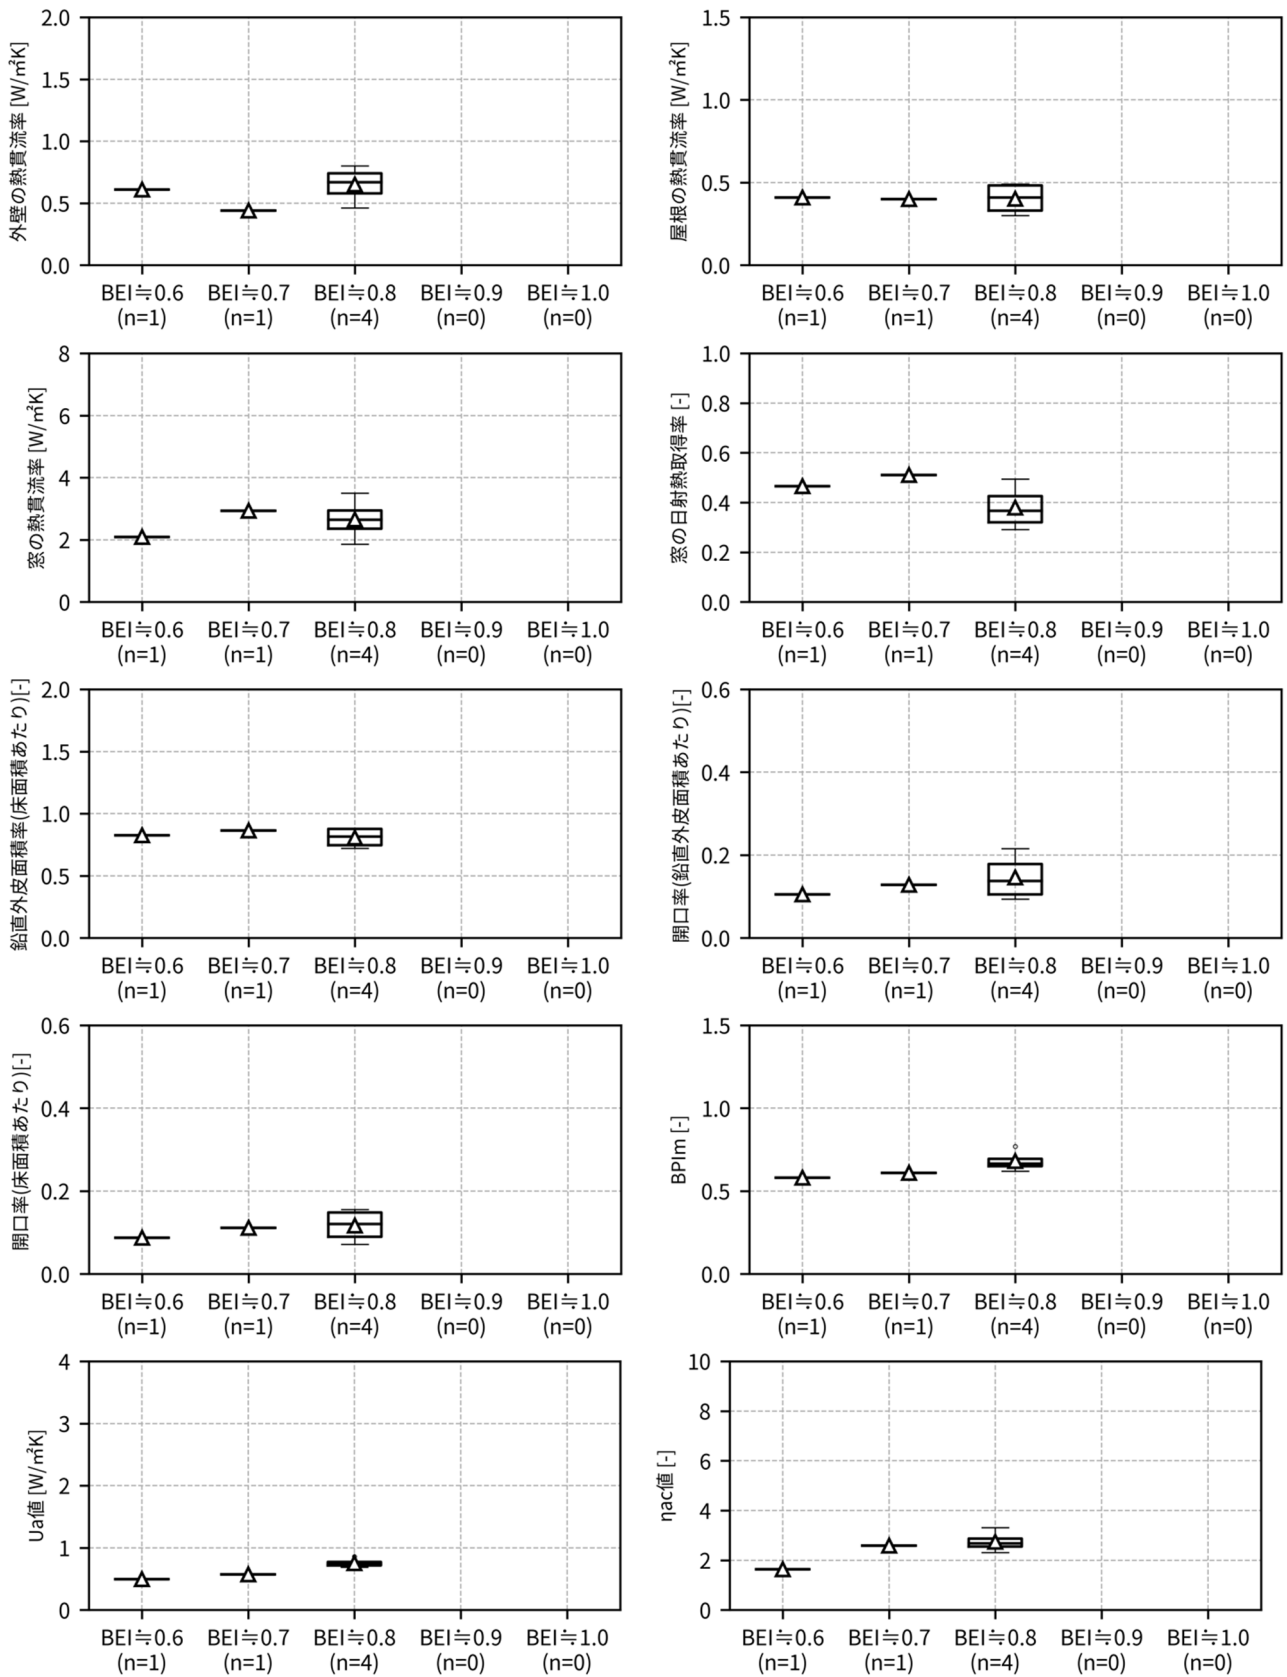 外壁の熱貫流率 [W/㎡K]
2.0
1.5
1.0
0.5
0.0
BEI≒0.6 BEI≒0.7 BEI≒0.8 BEI≒0.9 BEI≒1.0
(n=1) (n=1) (n=4) (n=0) (n=0)
屋根の熱貫流率 [W/㎡K]
1.5
1.0
0.5
0.0
BEI≒0.6 BEI≒0.7 BEI≒0.8 BEI≒0.9 BEI≒1.0
(n=1) (n=1) (n=4) (n=0) (n=0)
窓の熱貫流率 [W/㎡K]
8
6
4
2
0
BEI≒0.6 BEI≒0.7 BEI≒0.8 BEI≒0.9 BEI≒1.0
(n=1) (n=1) (n=4) (n=0) (n=0)
窓の日射熱取得率 [-]
1.0
0.8
0.6
0.4
0.2
0.0
BEI≒0.6 BEI≒0.7 BEI≒0.8 BEI≒0.9 BEI≒1.0
(n=1) (n=1) (n=4) (n=0) (n=0)
鉛直外皮面積率(床面積あたり)[-]
2.0
1.5
1.0
0.5
0.0
BEI≒0.6 BEI≒0.7 BEI≒0.8 BEI≒0.9 BEI≒1.0
(n=1) (n=1) (n=4) (n=0) (n=0)
開口率(鉛直外皮面積あたり)[-]
0.6
0.4
0.2
0.0
BEI≒0.6 BEI≒0.7 BEI≒0.8 BEI≒0.9 BEI≒1.0
(n=1) (n=1) (n=4) (n=0) (n=0)
開口率(床面積あたり)[-]
0.6
0.4
0.2
0.0
BEI≒0.6 BEI≒0.7 BEI≒0.8 BEI≒0.9 BEI≒1.0
(n=1) (n=1) (n=4) (n=0) (n=0)
BPIm [-]
1.5
1.0
0.5
0.0
BEI≒0.6 BEI≒0.7 BEI≒0.8 BEI≒0.9 BEI≒1.0
(n=1) (n=1) (n=4) (n=0) (n=0)
Ua値 [W/㎡K]
4
3
2
1
0
BEI≒0.6 BEI≒0.7 BEI≒0.8 BEI≒0.9 BEI≒1.0
(n=1) (n=1) (n=4) (n=0) (n=0)
ηac値 [-]
10
8
6
4
2
0
BEI≒0.6 BEI≒0.7 BEI≒0.8 BEI≒0.9 BEI≒1.0
(n=1) (n=1) (n=4) (n=0) (n=0)